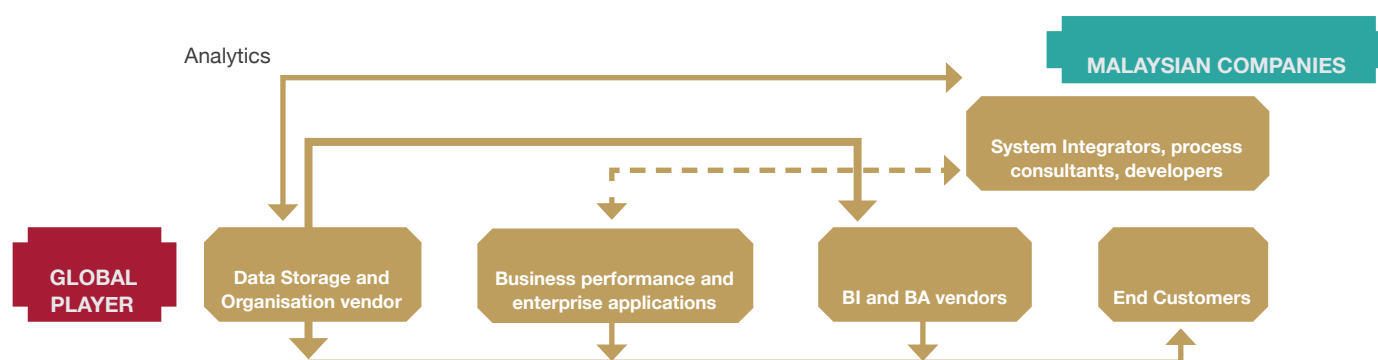 Analytics
MALAYSIAN COMPANIES
System Integrators, process
consultants, developers
GLOBAL
PLAYER
Data Storage and
Organisation vendor
Business performance and
enterprise applications
BI and BA vendors
End Customers